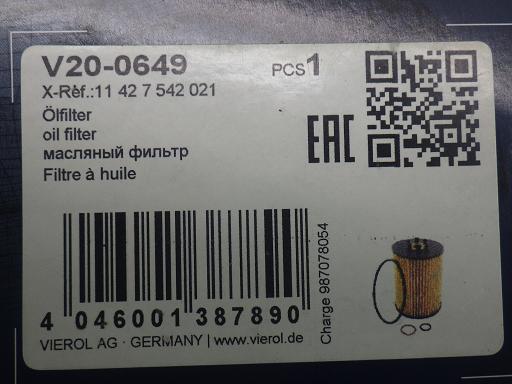 V20-0649 PCS1
X-Rèf.:11 42 7 542 021
Ölfilter
oil filter
масляный фильтр
Filtre à huile
EAC
Charge 987078054
4 046001 387890
VIEROL AG · GERMANY | www.vierol.de